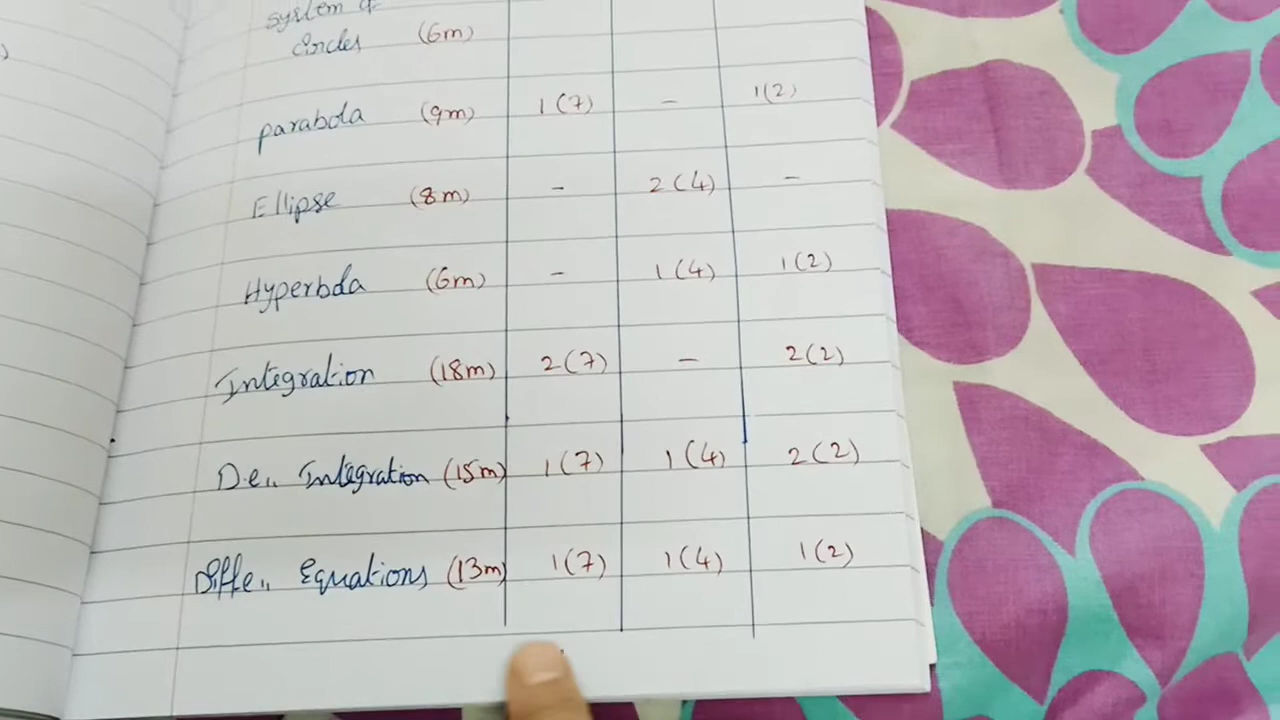 system of
Circles (6m)
parabola (9m) 1(7) - 1(2)
Ellipse (8m) - 2(4) -
Hyperbola (6m) - 1(4) 1(2)
Integration (18m) 2(7) - 2(2)
De,, Integration (15m) 1(7) 1(4) 2(2)
Diffe,, Equations (13m) 1(7) 1(4) 1(2)